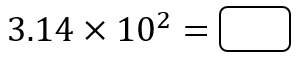 3.14 × 10² =